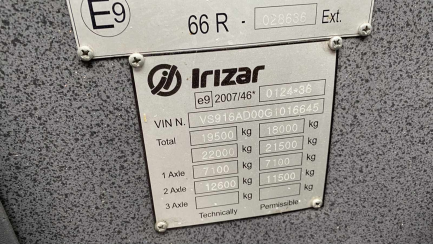 E9
66 R - 028636 Ext.
Irizar
e9 2007/46* 0124*36
VIN N. VS916AD00G1016645
Total 19500 kg 18000 kg
22000 kg 21500 kg
1 Axle 7100 kg 7100 kg
2 Axle 12600 kg 11500 kg
3 Axle kg kg
Technically Permissible